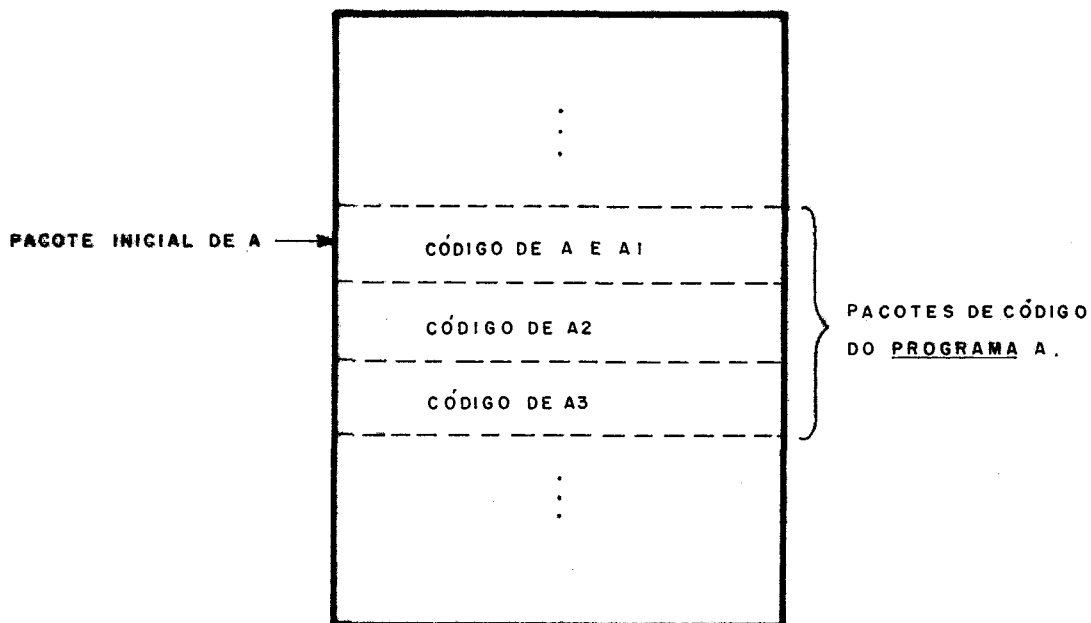 PACOTE INICIAL DE A
CÓDIGO DE A E A1
CÓDIGO DE A2
CÓDIGO DE A3
PACOTES DE CÓDIGO
DO PROGRAMA A.